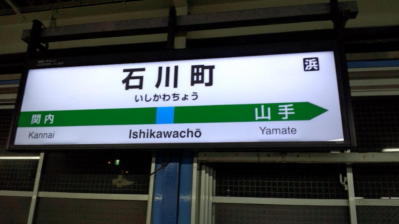 石川町
浜
いしかわちょう
関内
山手
Kannai
Ishikawachō
Yamate